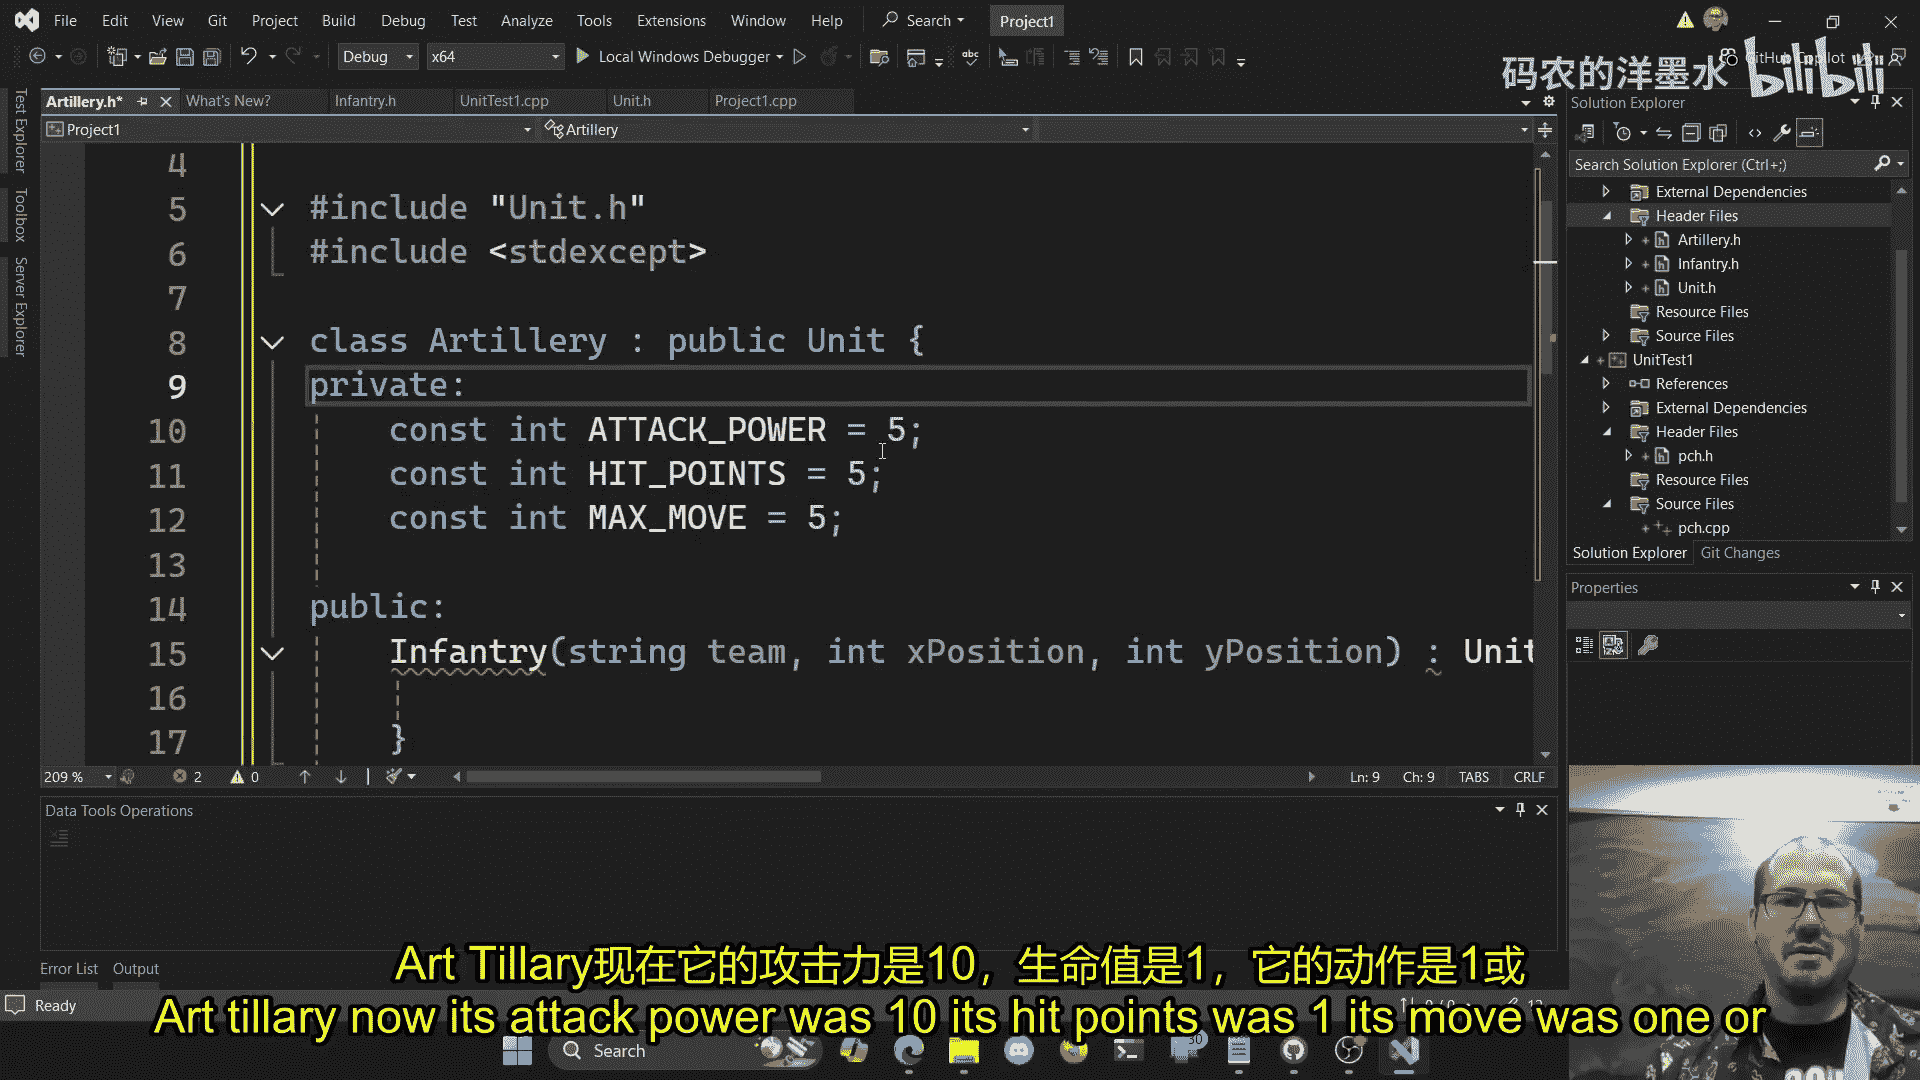 File Edit View Git Project Build Debug Test Analyze Tools Extensions Window Help Search Project1
Debug x64 Local Windows Debugger
GitHub Copilot
码农的洋墨水 bilibili
Test Explorer
Toolbox
Server Explorer
Artillery.h* What's New? Infantry.h UnitTest1.cpp Unit.h Project1.cpp
Project1 Artillery
4
5 #include "Unit.h"
6 #include <stdexcept>
7
8 class Artillery : public Unit {
9 private:
10 const int ATTACK_POWER = 5;
11 const int HIT_POINTS = 5;
12 const int MAX_MOVE = 5;
13
14 public:
15 Infantry(string team, int xPosition, int yPosition) : Unit
16
17 }
209 % 2 0 Ln: 9 Ch: 9 TABS CRLF
Data Tools Operations
Error List Output
Ready
Solution Explorer
Search Solution Explorer (Ctrl+;)
External Dependencies
Header Files
Artillery.h
Infantry.h
Unit.h
Resource Files
Source Files
UnitTest1
References
External Dependencies
Header Files
pch.h
Resource Files
Source Files
pch.cpp
Solution Explorer Git Changes
Properties
Art Tillary现在它的攻击力是10，生命值是1，它的动作是1或
Art tillary now its attack power was 10 its hit points was 1 its move was one or
Search
30